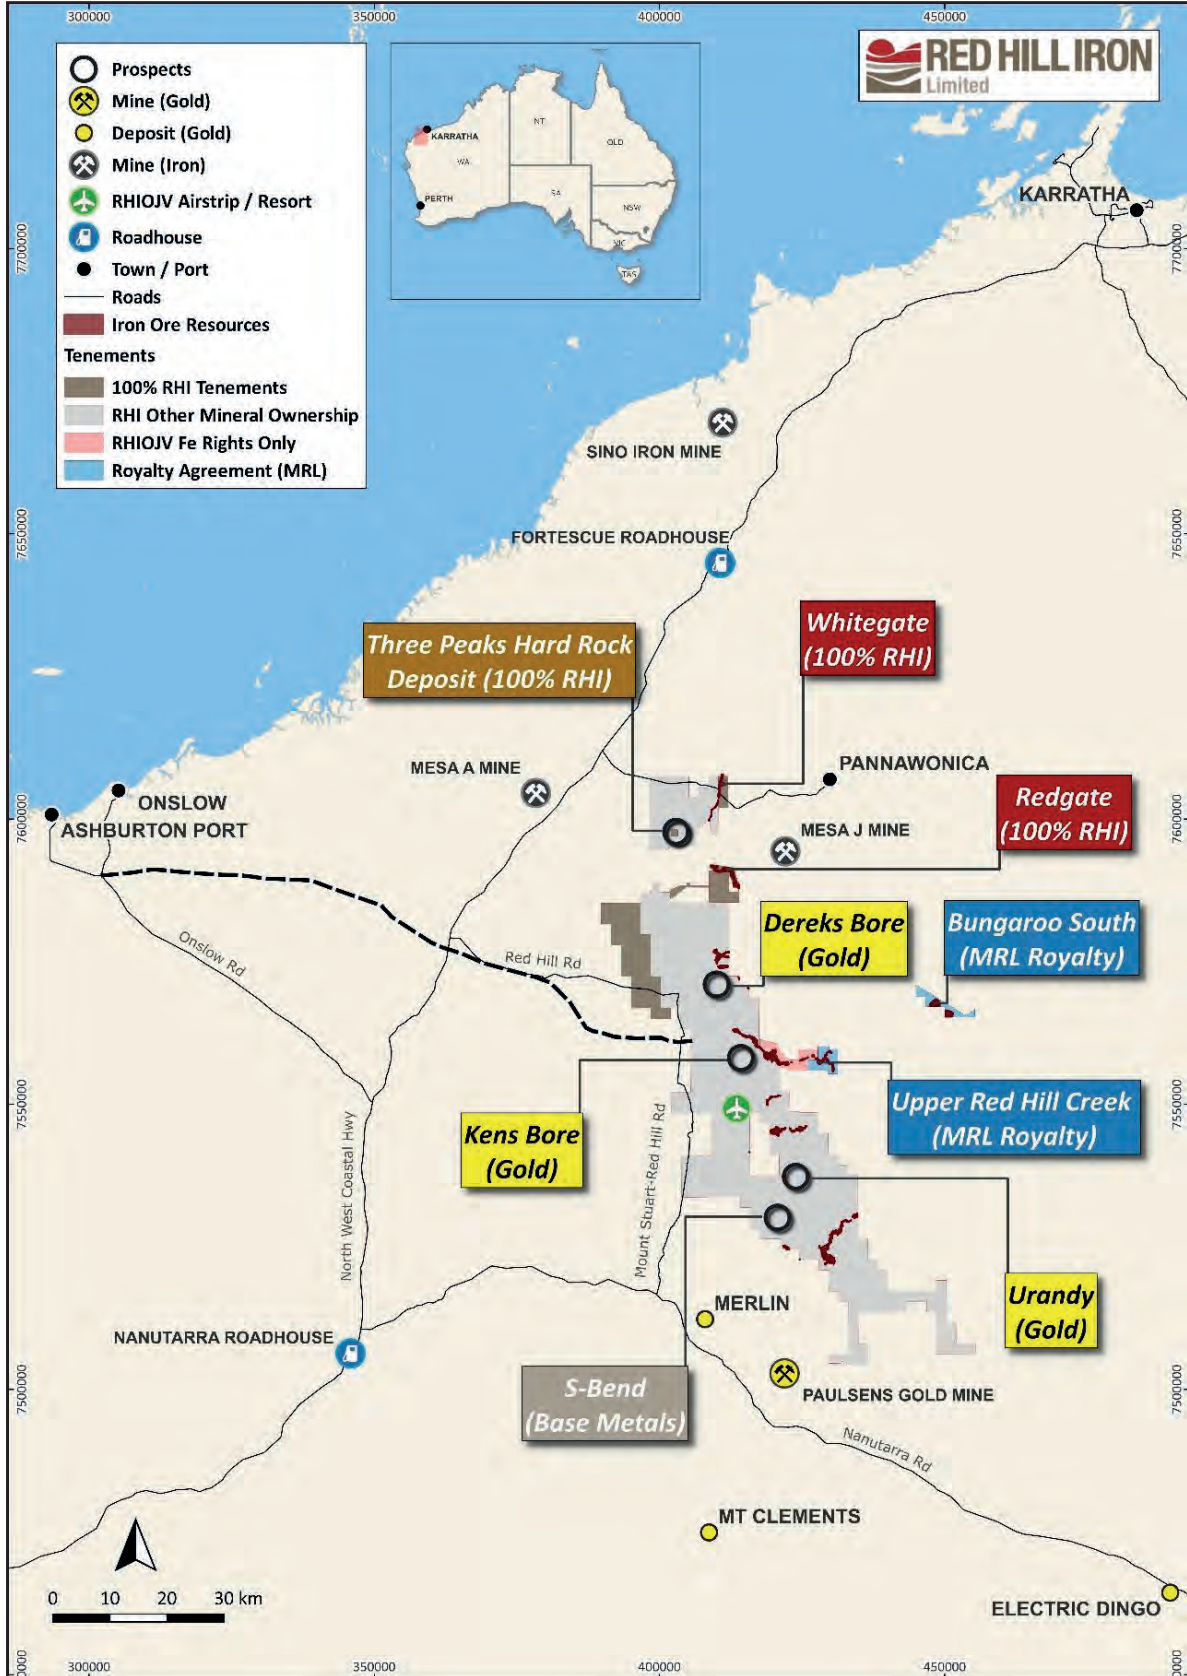 300000
350000
400000
450000
Prospects
Mine (Gold)
Deposit (Gold)
Mine (Iron)
RHIOJV Airstrip / Resort
Roadhouse
Town / Port
Roads
Iron Ore Resources
Tenements
100% RHI Tenements
RHI Other Mineral Ownership
RHIOJV Fe Rights Only
Royalty Agreement (MRL)
KARRATHA
PERTH
WA
NT
SA
QLD
NSW
VIC
TAS
RED HILL IRON
Limited
KARRATHA
7700000
7700000
SINO IRON MINE
7650000
7650000
FORTESCUE ROADHOUSE
Three Peaks Hard Rock
Deposit (100% RHI)
Whitegate
(100% RHI)
MESA A MINE
PANNAWONICA
ONSLOW
ASHBURTON PORT
7600000
7600000
Redgate
(100% RHI)
MESA J MINE
Dereks Bore
(Gold)
Bungaroo South
(MRL Royalty)
Onslow Rd
Red Hill Rd
Kens Bore
(Gold)
Upper Red Hill Creek
(MRL Royalty)
7550000
7550000
North West Coastal Hwy
Mount Stuart-Red Hill Rd
Urandy
(Gold)
MERLIN
NANUTARRA ROADHOUSE
S-Bend
(Base Metals)
PAULSENS GOLD MINE
7500000
7500000
Nanutarra Rd
MT CLEMENTS
ELECTRIC DINGO
0 10 20 30 km
300000
350000
400000
450000